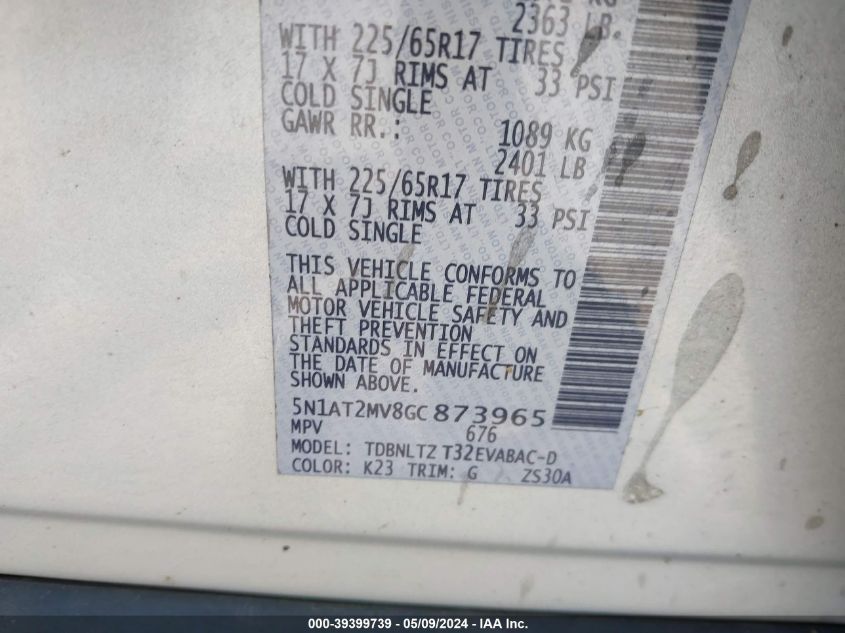 2363 LB.
WITH 225/65R17 TIRES
17 X 7J RIMS AT 33 PSI
COLD SINGLE
GAWR RR.: 1089 KG
2401 LB
WITH 225/65R17 TIRES
17 X 7J RIMS AT 33 PSI
COLD SINGLE
THIS VEHICLE CONFORMS TO
ALL APPLICABLE FEDERAL
MOTOR VEHICLE SAFETY AND
THEFT PREVENTION
STANDARDS IN EFFECT ON
THE DATE OF MANUFACTURE
SHOWN ABOVE.
5N1AT2MV8GC 873965
MPV 676
MODEL: TDBNLTZ T32EVABAC-D
COLOR: K23 TRIM: G ZS30A
000-39399739 - 05/09/2024 - IAA Inc.